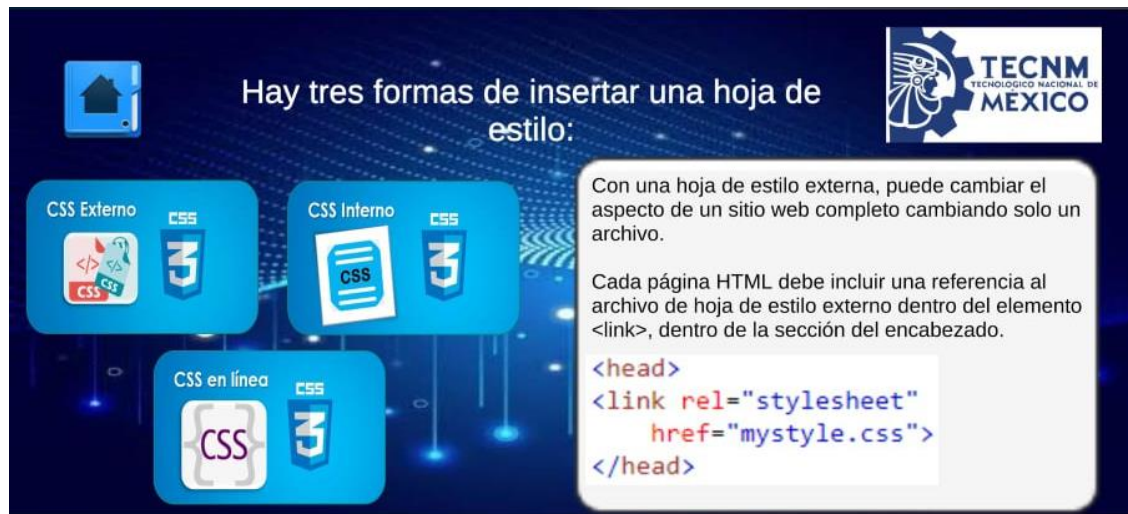 Hay tres formas de insertar una hoja de
estilo:
TECNM
TECNOLÓGICO NACIONAL DE
MÉXICO
CSS Externo
CSS
3
</> </>
CSS
CSS
CSS Interno
CSS
3
CSS
CSS en línea
CSS
3
{CSS}
Con una hoja de estilo externa, puede cambiar el
aspecto de un sitio web completo cambiando solo un
archivo.
Cada página HTML debe incluir una referencia al
archivo de hoja de estilo externo dentro del elemento
<link>, dentro de la sección del encabezado.
<head>
<link rel="stylesheet"
href="mystyle.css">
</head>